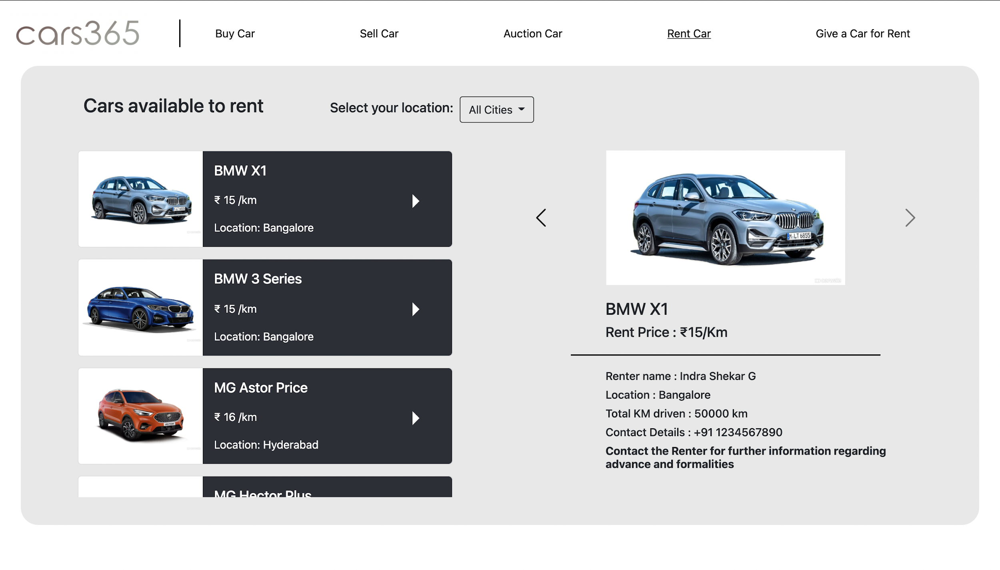 cars365
Buy Car
Sell Car
Auction Car
Rent Car
Give a Car for Rent
Cars available to rent
Select your location:
All Cities
BMW X1
₹ 15 /km
Location: Bangalore
BMW 3 Series
₹ 15 /km
Location: Bangalore
MG Astor Price
ASTOR
₹ 16 /km
Location: Hyderabad
MG Hector Plus
M LT 6855
carwale
BMW X1
Rent Price : ₹15/Km
Renter name : Indra Shekar G
Location : Bangalore
Total KM driven : 50000 km
Contact Details : +91 1234567890
Contact the Renter for further information regarding
advance and formalities